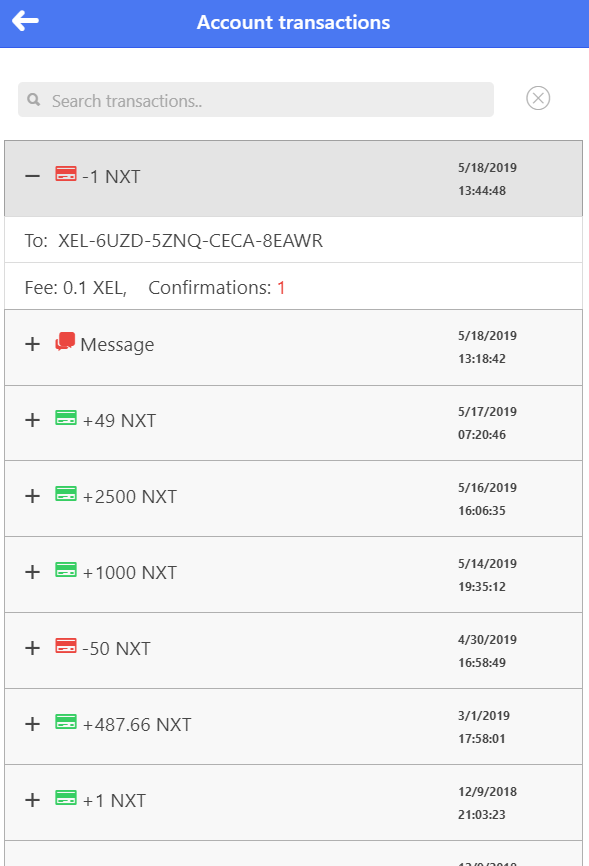 Account transactions
Search transactions..
-1 NXT
5/18/2019
13:44:48
To: XEL-6UZD-5ZNQ-CECA-8EAWR
Fee: 0.1 XEL, Confirmations: 1
Message
5/18/2019
13:18:42
+49 NXT
5/17/2019
07:20:46
+2500 NXT
5/16/2019
16:06:35
+1000 NXT
5/14/2019
19:35:12
-50 NXT
4/30/2019
16:58:49
+487.66 NXT
3/1/2019
17:58:01
+1 NXT
12/9/2018
21:03:23